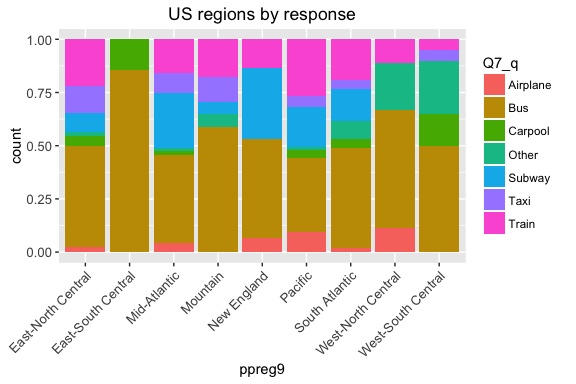 US regions by response
1.00
0.75
0.50
0.25
0.00
count
East-North Central
East-South Central
Mid-Atlantic
Mountain
New England
Pacific
South Atlantic
West-North Central
West-South Central
ppreg9
Q7_q
Airplane
Bus
Carpool
Other
Subway
Taxi
Train